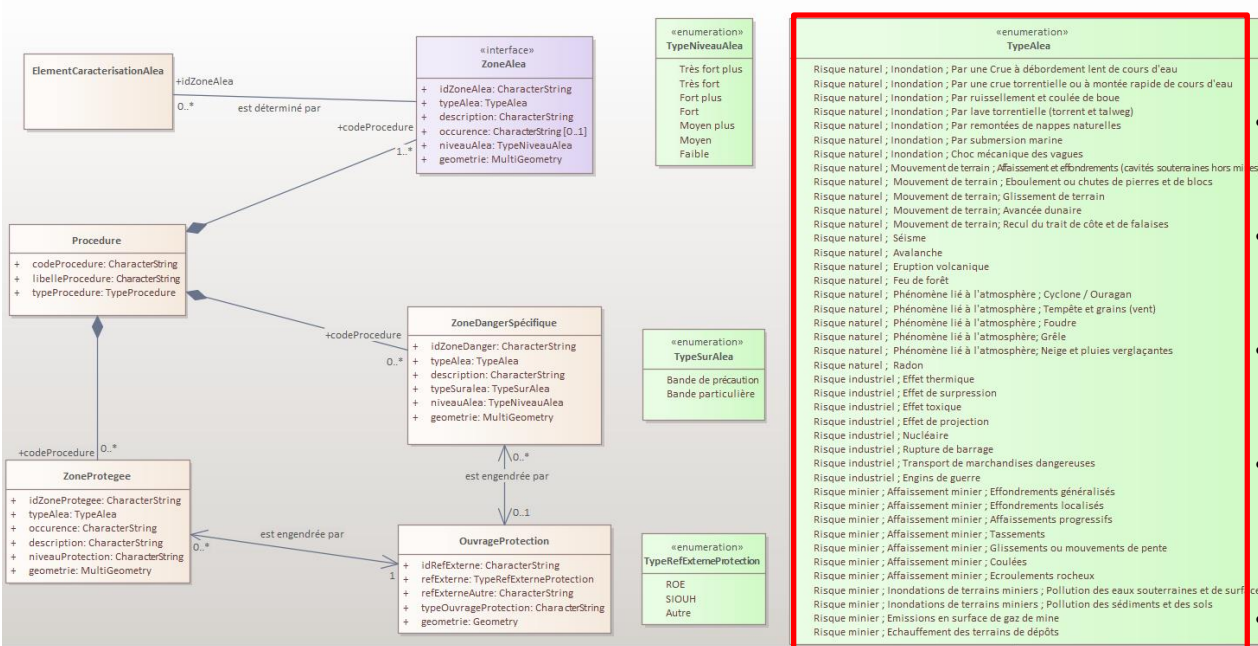 ElementCaracterisationAlea
+idZoneAlea
0..*
est déterminé par
«interface»
ZoneAlea
+ idZoneAlea: CharacterString
+ typeAlea: TypeAlea
+ description: CharacterString
+ occurence: CharacterString [0..1]
+ niveauAlea: TypeNiveauAlea
+ geometrie: MultiGeometry
+codeProcedure
1..*
Procedure
+ codeProcedure: CharacterString
+ libelleProcedure: CharacterString
+ typeProcedure: TypeProcedure
+codeProcedure
0..*
ZoneDangerSpécifique
+ idZoneDanger: CharacterString
+ typeAlea: TypeAlea
+ description: CharacterString
+ typeSuralea: TypeSurAlea
+ niveauAlea: TypeNiveauAlea
+ geometrie: MultiGeometry
0..*
est engendrée par
0..1
+codeProcedure
0..*
ZoneProtegee
+ idZoneProtegee: CharacterString
+ typeAlea: TypeAlea
+ occurence: CharacterString
+ description: CharacterString
+ niveauProtection: CharacterString
+ geometrie: MultiGeometry
0..*
est engendrée par
1
OuvrageProtection
+ idRefExterne: CharacterString
+ refExterne: TypeRefExterneProtection
+ refExterneAutre: CharacterString
+ typeOuvrageProtection: CharacterString
+ geometrie: Geometry
«enumeration»
TypeNiveauAlea
Très fort plus
Très fort
Fort plus
Fort
Moyen plus
Moyen
Faible
«enumeration»
TypeSurAlea
Bande de précaution
Bande particulière
«enumeration»
TypeRefExterneProtection
ROE
SIOUH
Autre
«enumeration»
TypeAlea
Risque naturel ; Inondation ; Par une Crue à débordement lent de cours d'eau
Risque naturel ; Inondation ; Par une crue torrentielle ou à montée rapide de cours d'eau
Risque naturel ; Inondation ; Par ruissellement et coulée de boue
Risque naturel ; Inondation ; Par lave torrentielle (torrent et talweg)
Risque naturel ; Inondation ; Par remontées de nappes naturelles
Risque naturel ; Inondation ; Par submersion marine
Risque naturel ; Inondation ; Choc mécanique des vagues
Risque naturel ; Mouvement de terrain ; Affaissement et effondrements (cavités souterraines hors mines
Risque naturel ; Mouvement de terrain ; Eboulement ou chutes de pierres et de blocs
Risque naturel ; Mouvement de terrain; Glissement de terrain
Risque naturel ; Mouvement de terrain; Avancée dunaire
Risque naturel ; Mouvement de terrain; Recul du trait de côte et de falaises
Risque naturel ; Séisme
Risque naturel ; Avalanche
Risque naturel ; Eruption volcanique
Risque naturel ; Feu de forêt
Risque naturel ; Phénomène lié à l'atmosphère ; Cyclone / Ouragan
Risque naturel ; Phénomène lié à l'atmosphère ; Tempête et grains (vent)
Risque naturel ; Phénomène lié à l'atmosphère ; Foudre
Risque naturel ; Phénomène lié à l'atmosphère; Grêle
Risque naturel ; Phénomène lié à l'atmosphère; Neige et pluies verglaçantes
Risque naturel ; Radon
Risque industriel ; Effet thermique
Risque industriel ; Effet de surpression
Risque industriel ; Effet toxique
Risque industriel ; Effet de projection
Risque industriel ; Nucléaire
Risque industriel ; Rupture de barrage
Risque industriel ; Transport de marchandises dangereuses
Risque industriel ; Engins de guerre
Risque minier ; Affaissement minier ; Effondrements généralisés
Risque minier ; Affaissement minier ; Effondrements localisés
Risque minier ; Affaissement minier ; Affaissements progressifs
Risque minier ; Affaissement minier ; Tassements
Risque minier ; Affaissement minier ; Glissements ou mouvements de pente
Risque minier ; Affaissement minier ; Coulées
Risque minier ; Affaissement minier ; Ecroulements rocheux
Risque minier ; Inondations de terrains miniers ; Pollution des eaux souterraines et de surface
Risque minier ; Inondations de terrains miniers ; Pollution des sédiments et des sols
Risque minier ; Emissions en surface de gaz de mine
Risque minier ; Echauffement des terrains de dépôts